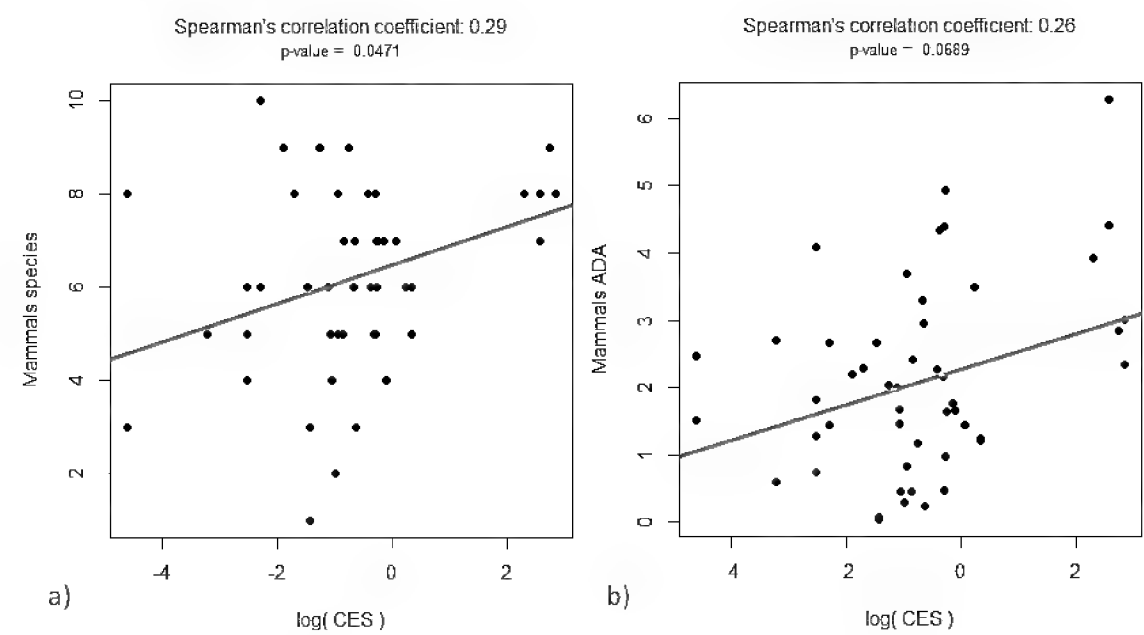 Spearman's correlation coefficient: 0.29
p-value = 0.0471
10
8
6
4
2
Mammals species
-4 -2 0 2
a)
log( CES )
Spearman's correlation coefficient: 0.26
p-value = 0.0689
6
5
4
3
2
1
0
Mammals ADA
4 2 0 2
b)
log( CES )